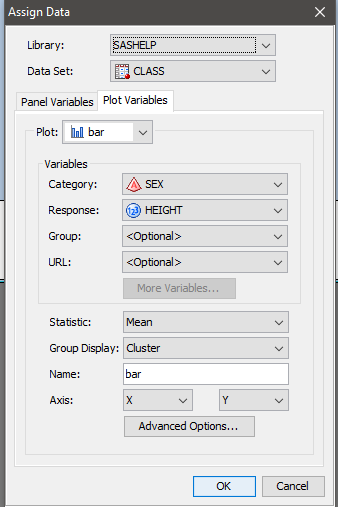 Assign Data
Library: SASHELP
Data Set: CLASS
Panel Variables Plot Variables
Plot: bar
Variables
Category: A SEX
Response: 123 HEIGHT
Group: <Optional>
URL: <Optional>
More Variables...
Statistic: Mean
Group Display: Cluster
Name: bar
Axis: X Y
Advanced Options...
OK Cancel